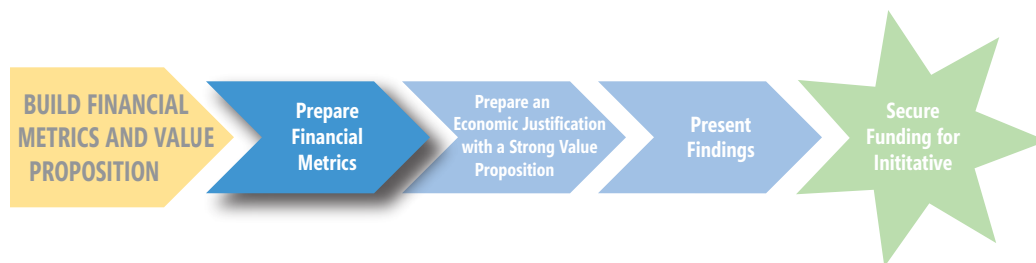 BUILD FINANCIAL
METRICS AND VALUE
PROPOSITION
Prepare
Financial
Metrics
Prepare an
Economic Justification
with a Strong Value
Proposition
Present
Findings
Secure
Funding for
Inititative